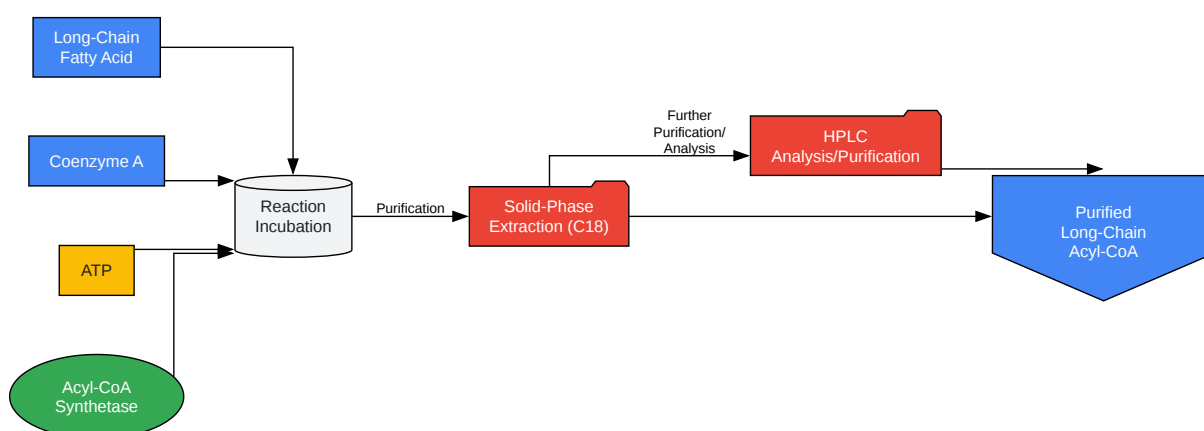 Long-Chain
Fatty Acid
Coenzyme A
ATP
Acyl-CoA
Synthetase
Reaction
Incubation
Purification
Solid-Phase
Extraction (C18)
Further
Purification/
Analysis
HPLC
Analysis/Purification
Purified
Long-Chain
Acyl-CoA